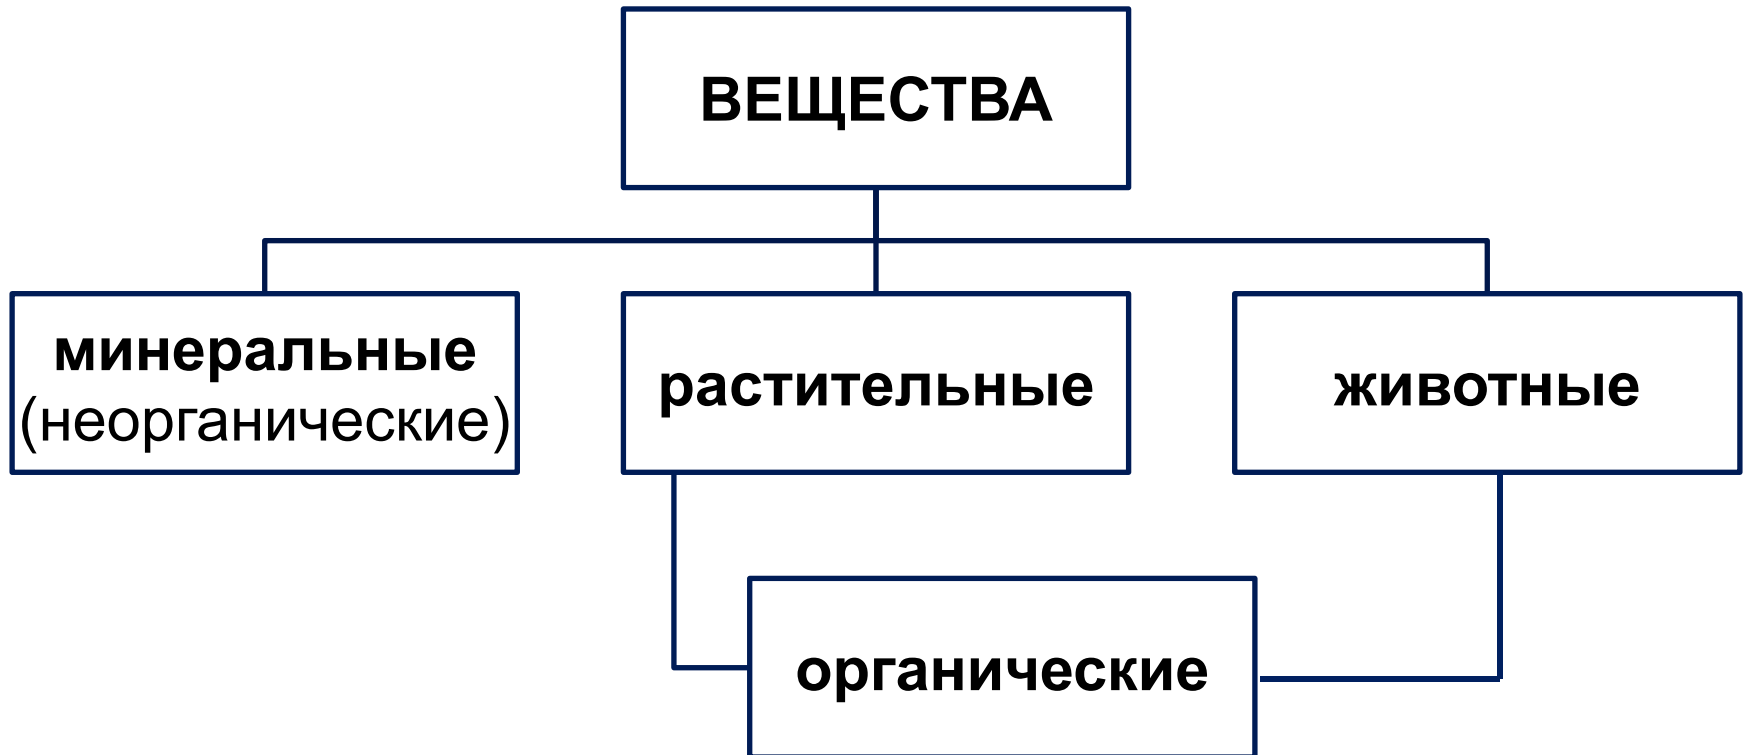 ВЕЩЕСТВА
минеральные
(неорганические)
растительные
животные
органические